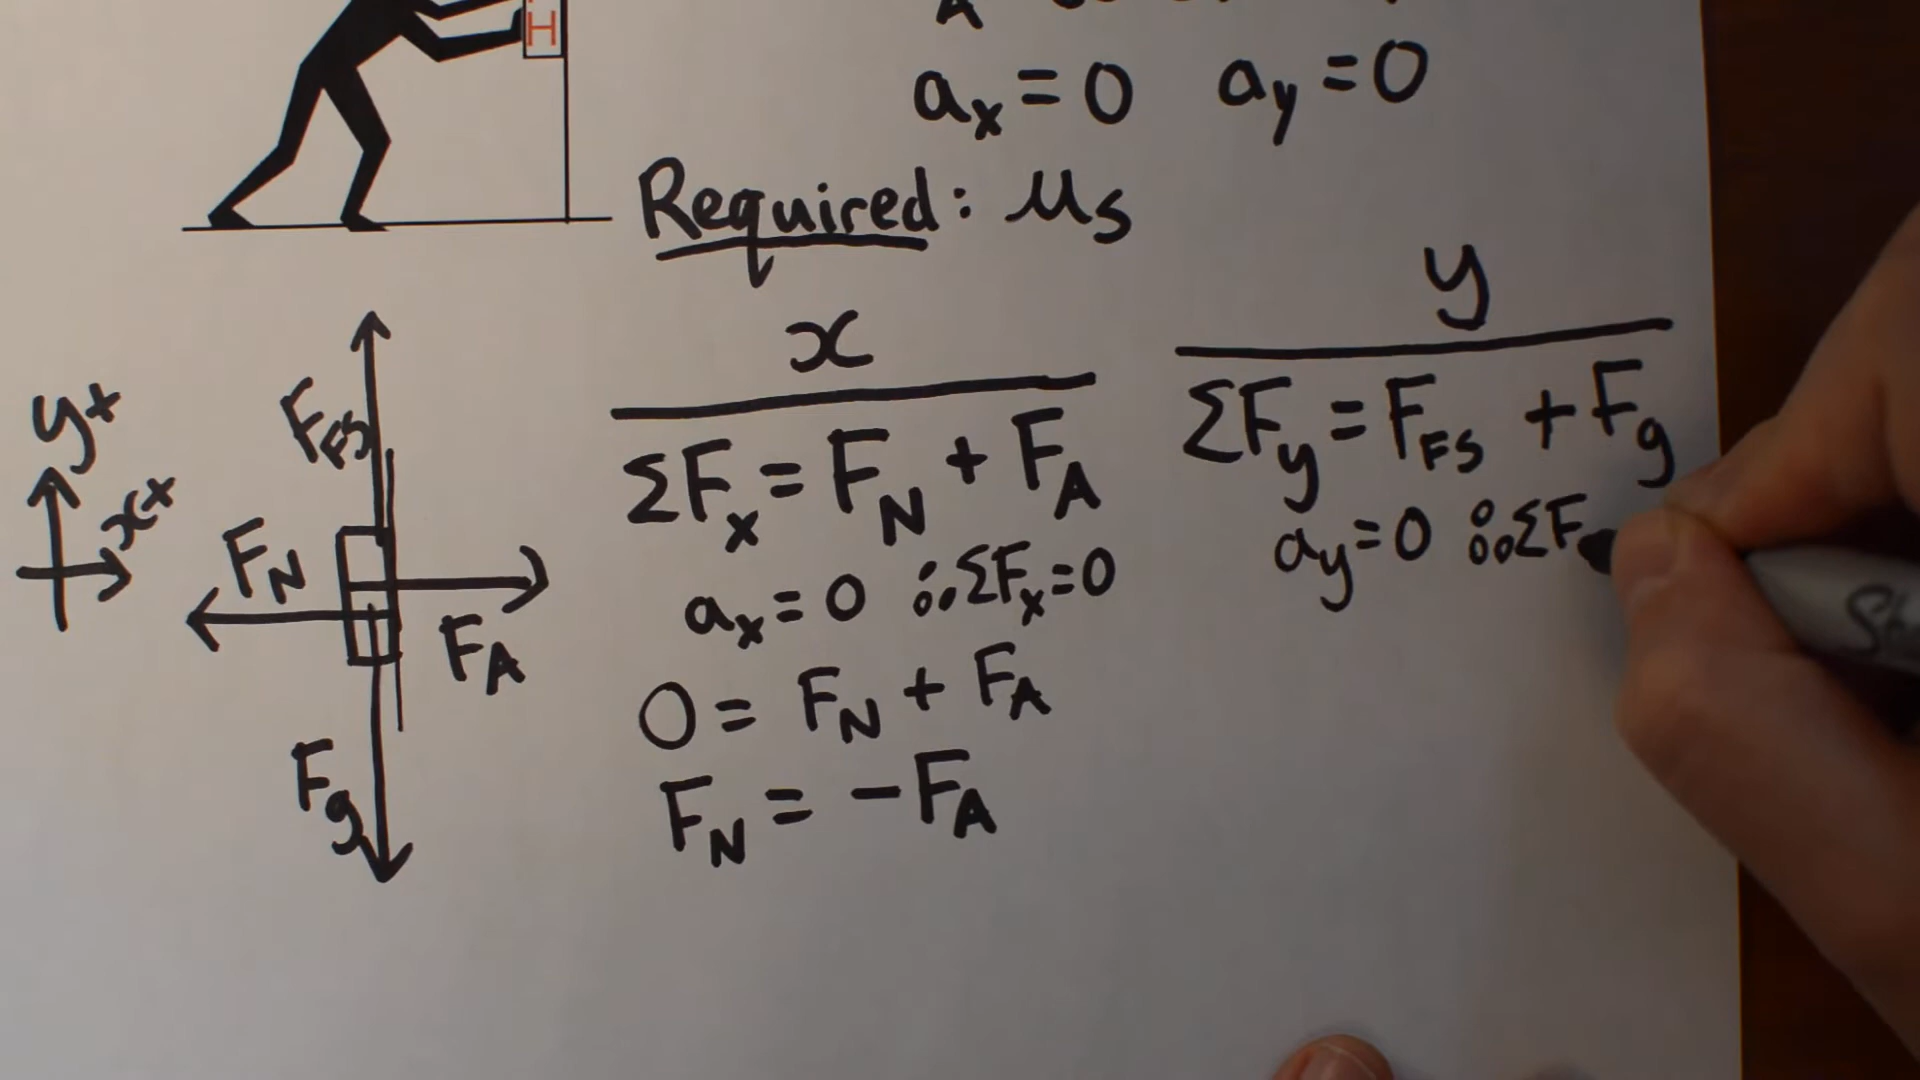 H
A
aₓ = 0 a_y = 0
Required: μs
y
x
y+
x+
F_FS
F_N
F_A
F_g
ΣFₓ = F_N + F_A
aₓ = 0 ∴ ΣFₓ = 0
0 = F_N + F_A
F_N = -F_A
ΣF_y = F_FS + F_g
a_y = 0 ∴ ΣF